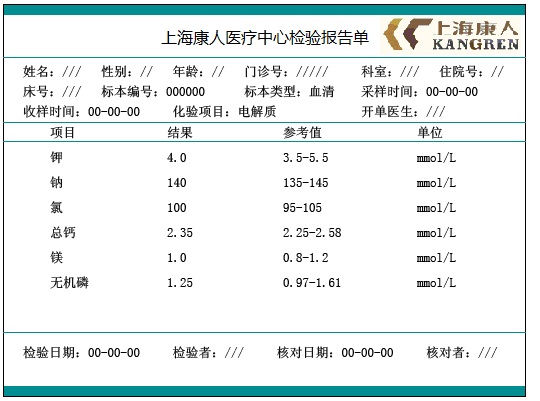 上海康人医疗中心检验报告单 上海康人
KANGREN
姓名: /// 性别: // 年龄: // 门诊号: ///// 科室: /// 住院号: //
床号: /// 标本编号: 000000 标本类型: 血清 采样时间: 00-00-00
收样时间: 00-00-00 化验项目: 电解质 开单医生: ///
项目 结果 参考值 单位
钾 4.0 3.5-5.5 mmol/L
钠 140 135-145 mmol/L
氯 100 95-105 mmol/L
总钙 2.35 2.25-2.58 mmol/L
镁 1.0 0.8-1.2 mmol/L
无机磷 1.25 0.97-1.61 mmol/L
检验日期: 00-00-00 检验者: /// 核对日期: 00-00-00 核对者: ///